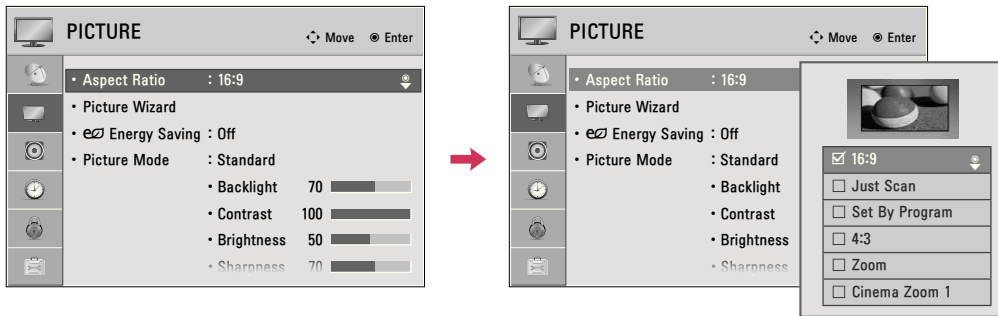 PICTURE
Move Enter
• Aspect Ratio : 16:9
• Picture Wizard
• Energy Saving : Off
• Picture Mode : Standard
• Backlight 70
• Contrast 100
• Brightness 50
• Sharpness 70
PICTURE
Move Enter
• Aspect Ratio : 16:9
• Picture Wizard
• Energy Saving : Off
• Picture Mode : Standard
• Backlight
• Contrast
• Brightness
• Sharpness
16:9
Just Scan
Set By Program
4:3
Zoom
Cinema Zoom 1